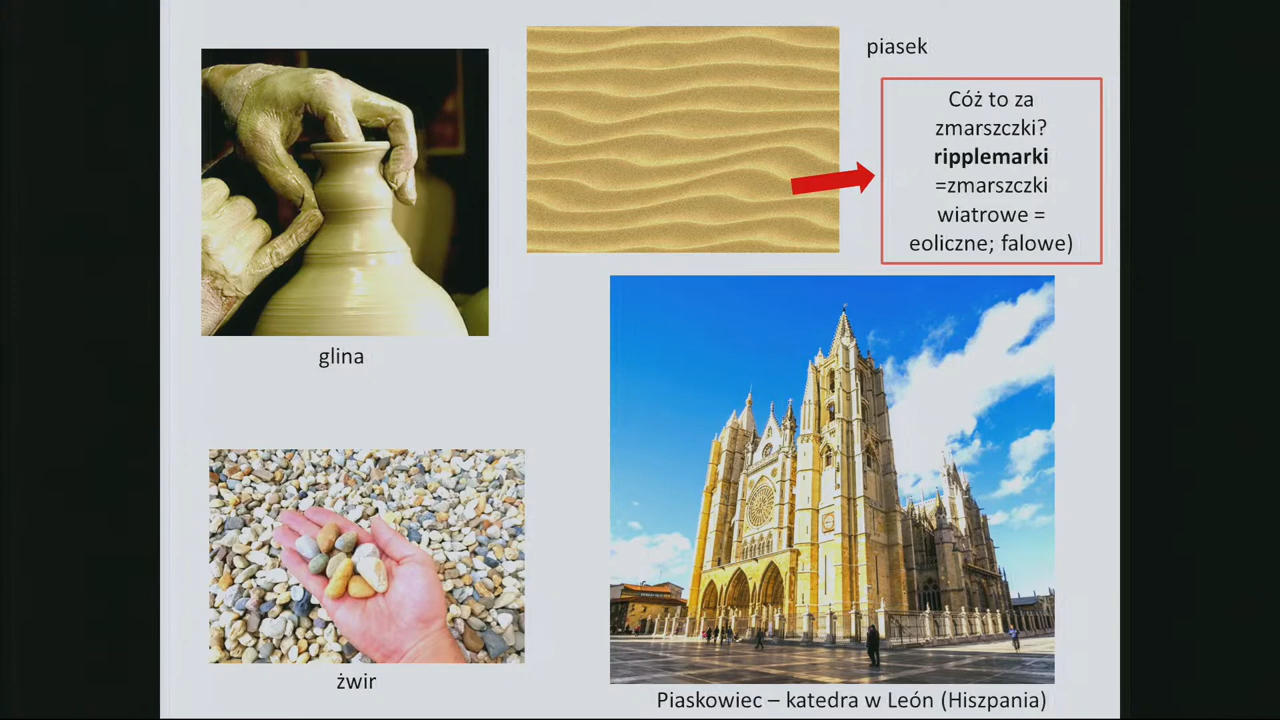 piasek
Cóż to za
zmarszczki?
ripplemarki
=zmarszczki
wiatrowe =
eoliczne; falowe)
glina
żwir
Piaskowiec – katedra w León (Hiszpania)